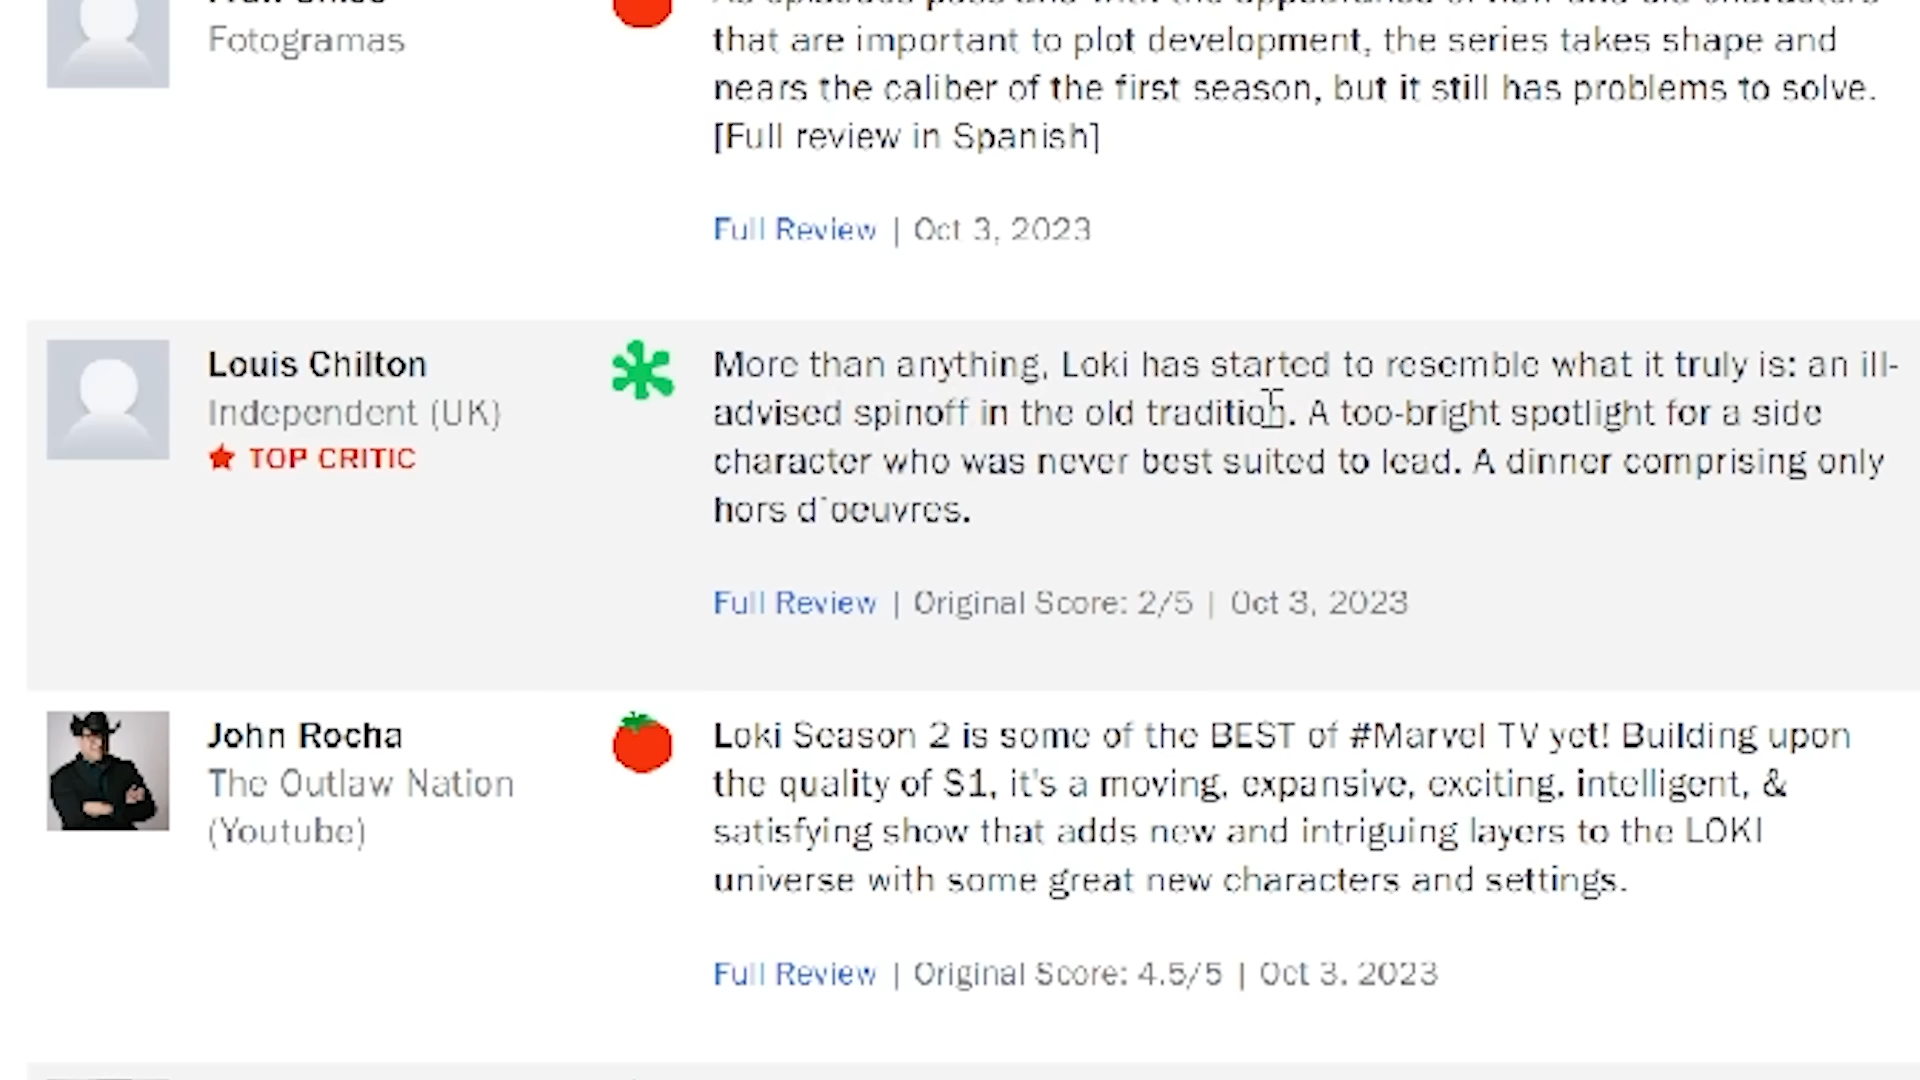 Fotogramas
that are important to plot development, the series takes shape and
nears the caliber of the first season, but it still has problems to solve.
[Full review in Spanish]
Full Review | Oct 3, 2023
Louis Chilton
Independent (UK)
TOP CRITIC
More than anything, Loki has started to resemble what it truly is: an ill-
advised spinoff in the old tradition. A too-bright spotlight for a side
character who was never best suited to lead. A dinner comprising only
hors d`oeuvres.
Full Review | Original Score: 2/5 | Oct 3, 2023
John Rocha
The Outlaw Nation
(Youtube)
Loki Season 2 is some of the BEST of #Marvel TV yet! Building upon
the quality of S1, it's a moving, expansive, exciting, intelligent, &
satisfying show that adds new and intriguing layers to the LOKI
universe with some great new characters and settings.
Full Review | Original Score: 4.5/5 | Oct 3, 2023